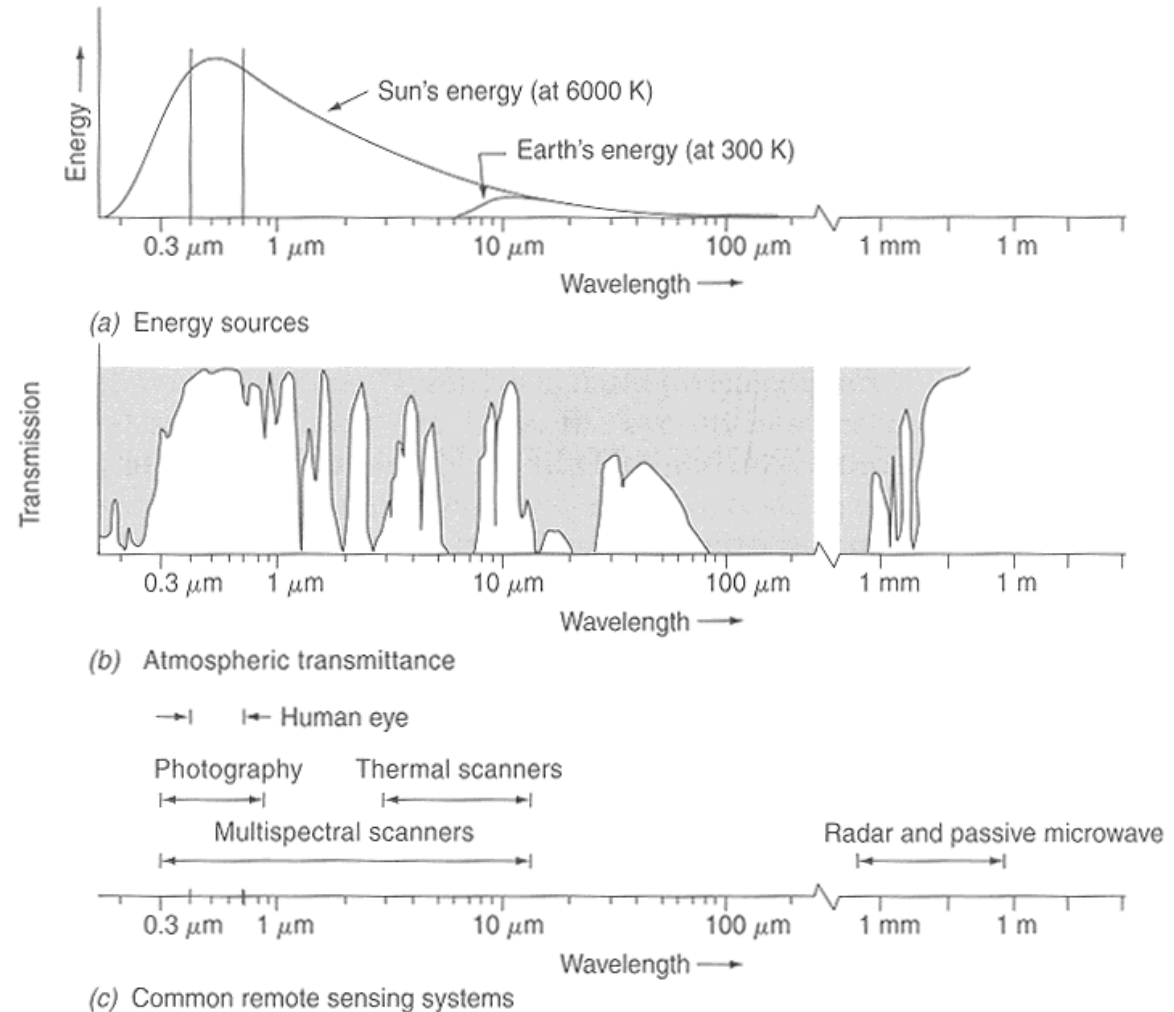 Energy
Sun's energy (at 6000 K)
Earth's energy (at 300 K)
0.3 μm 1 μm 10 μm 100 μm 1 mm 1 m
Wavelength
(a) Energy sources
Transmission
0.3 μm 1 μm 10 μm 100 μm 1 mm 1 m
Wavelength
(b) Atmospheric transmittance
Human eye
Photography Thermal scanners
Multispectral scanners Radar and passive microwave
0.3 μm 1 μm 10 μm 100 μm 1 mm 1 m
Wavelength
(c) Common remote sensing systems